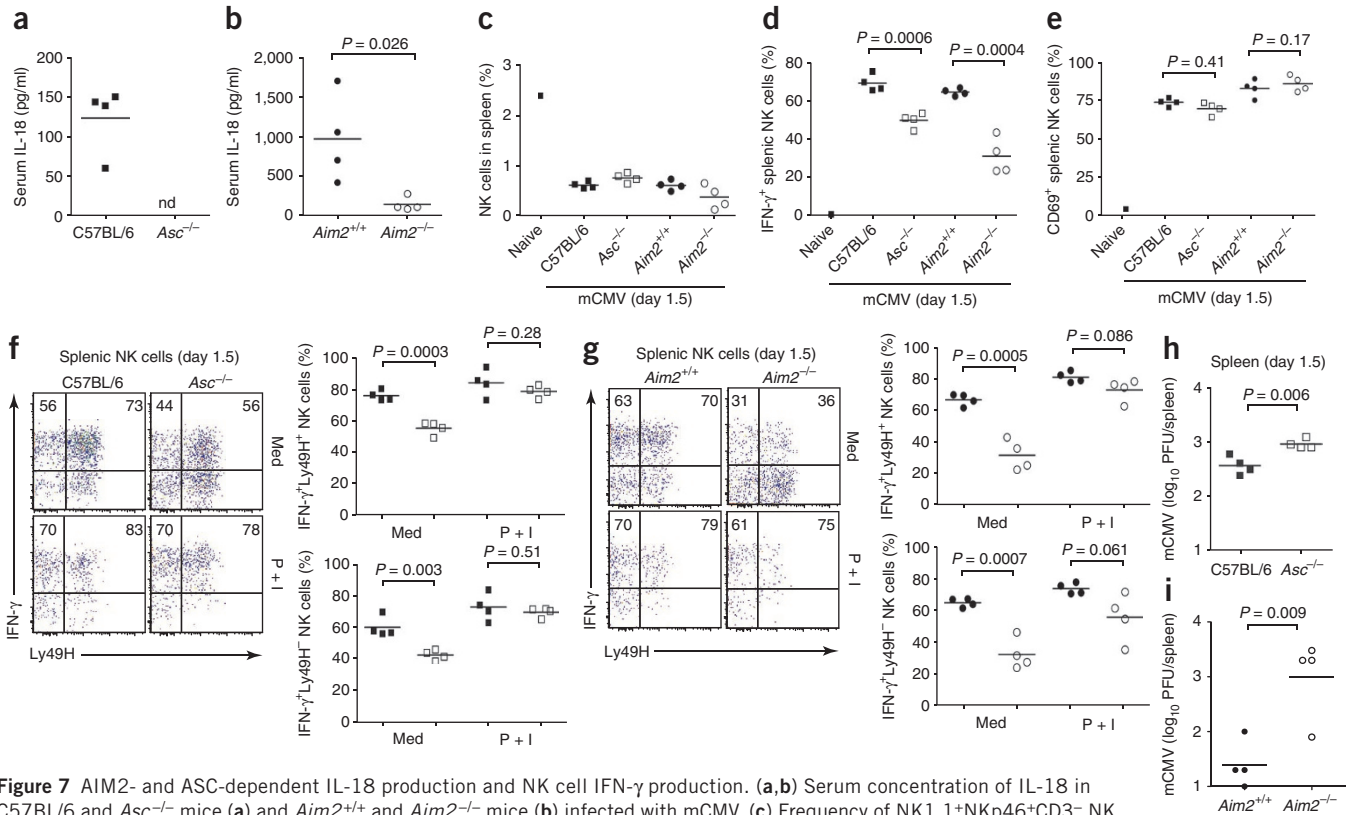 a
Serum IL-18 (pg/ml)
200
150
100
50
0
nd
C57BL/6 Asc–/–
b
Serum IL-18 (pg/ml)
P = 0.026
2,000
1,500
1,000
500
0
Aim2+/+ Aim2–/–
c
NK cells in spleen (%)
3
2
1
0
Naive C57BL/6 Asc–/– Aim2+/+ Aim2–/–
mCMV (day 1.5)
d
IFN-γ+ splenic NK cells (%)
P = 0.0006
P = 0.0004
80
60
40
20
0
Naive C57BL/6 Asc–/– Aim2+/+ Aim2–/–
mCMV (day 1.5)
e
CD69+ splenic NK cells (%)
P = 0.41
P = 0.17
100
75
50
25
0
Naive C57BL/6 Asc–/– Aim2+/+ Aim2–/–
mCMV (day 1.5)
f
Splenic NK cells (day 1.5)
C57BL/6 Asc–/–
56 73 44 56
Med
70 83 70 78
P + I
IFN-γ
Ly49H
IFN-γ+Ly49H+ NK cells (%)
P = 0.0003
P = 0.28
100
80
60
40
20
0
Med P + I
IFN-γ+Ly49H– NK cells (%)
P = 0.003
P = 0.51
100
80
60
40
20
0
Med P + I
g
Splenic NK cells (day 1.5)
Aim2+/+ Aim2–/–
63 70 31 36
Med
70 79 61 75
P + I
IFN-γ
Ly49H
IFN-γ+Ly49H+ NK cells (%)
P = 0.0005
P = 0.086
100
80
60
40
20
0
Med P + I
IFN-γ+Ly49H– NK cells (%)
P = 0.0007
P = 0.061
100
80
60
40
20
0
Med P + I
h
Spleen (day 1.5)
mCMV (log10 PFU/spleen)
P = 0.006
4
3
2
1
C57BL/6 Asc–/–
i
mCMV (log10 PFU/spleen)
P = 0.009
4
3
2
1
Aim2+/+ Aim2–/–
Figure 7 AIM2- and ASC-dependent IL-18 production and NK cell IFN-γ production. (a,b) Serum concentration of IL-18 in
C57BL/6 and Asc–/– mice (a) and Aim2+/+ and Aim2–/– mice (b) infected with mCMV. (c) Frequency of NK1.1+NKp46+CD3– NK